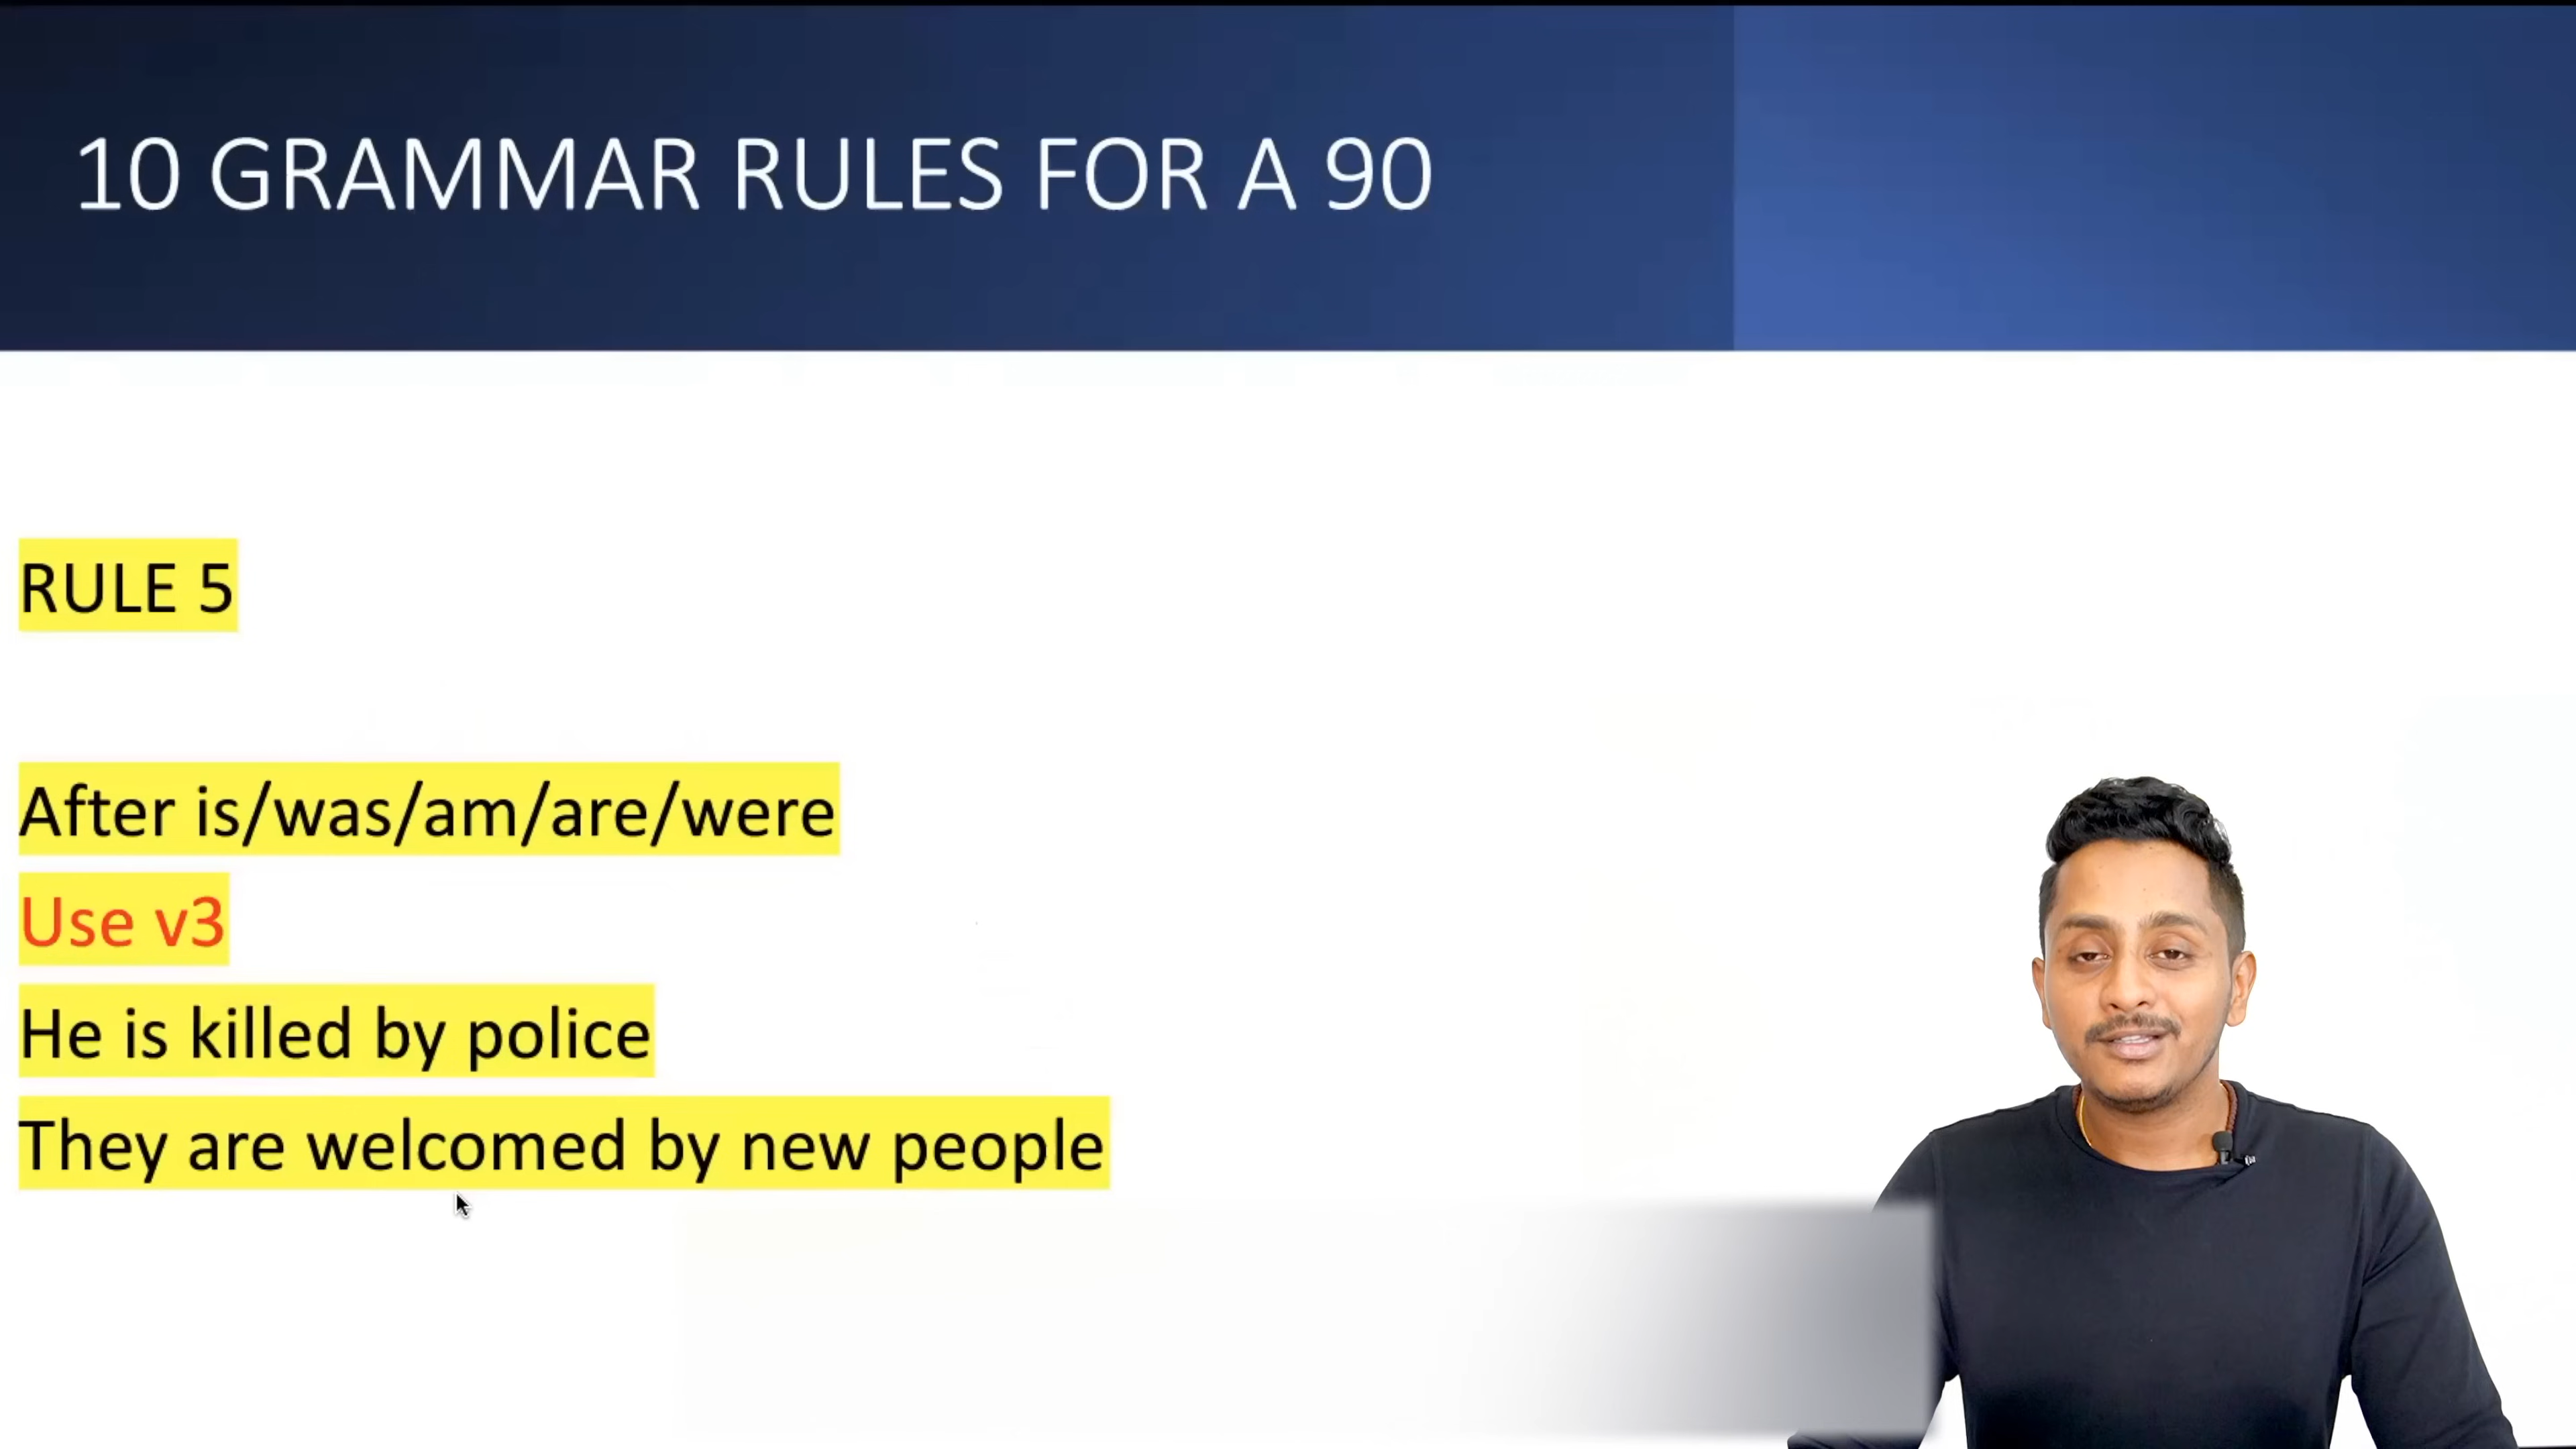 10 GRAMMAR RULES FOR A 90
RULE 5
After is/was/am/are/were
Use v3
He is killed by police
They are welcomed by new people